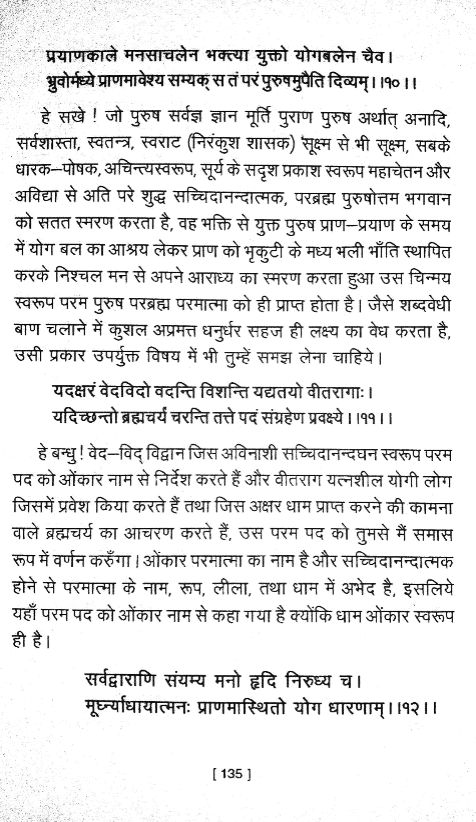 प्रयाणकाले मनसाचलेन भक्त्या युक्तो योगबलेन चैव।
भ्रुवोर्मध्ये प्राणमावेश्य सम्यक् स तं परं पुरुषमुपैति दिव्यम्।।१०।।
हे सखे ! जो पुरुष सर्वज्ञ ज्ञान मूर्ति पुराण पुरुष अर्थात् अनादि,
सर्वशास्ता, स्वतन्त्र, स्वराट (निरंकुश शासक) सूक्ष्म से भी सूक्ष्म, सबके
धारक–पोषक, अचिन्त्यस्वरूप, सूर्य के सदृश प्रकाश स्वरूप महाचेतन और
अविद्या से अति परे शुद्ध सच्चिदानन्दात्मक, परब्रह्म पुरुषोत्तम भगवान
को सतत स्मरण करता है, वह भक्ति से युक्त पुरुष प्राण–प्रयाण के समय
में योग बल का आश्रय लेकर प्राण को भृकुटी के मध्य भली भाँति स्थापित
करके निश्चल मन से अपने आराध्य का स्मरण करता हुआ उस चिन्मय
स्वरूप परम पुरुष परब्रह्म परमात्मा को ही प्राप्त होता है। जैसे शब्दवेधी
बाण चलाने में कुशल अप्रमत्त धनुर्धर सहज ही लक्ष्य का वेध करता है,
उसी प्रकार उपर्युक्त विषय में भी तुम्हें समझ लेना चाहिये।
यदक्षरं वेदविदो वदन्ति विशन्ति यद्यतयो वीतरागाः।
यदिच्छन्तो ब्रह्मचर्यं चरन्ति तत्ते पदं संग्रहेण प्रवक्ष्ये।।११।।
हे बन्धु! वेद–विद् विद्वान जिस अविनाशी सच्चिदानन्दघन स्वरूप परम
पद को ओंकार नाम से निर्देश करते हैं और वीतराग यत्नशील योगी लोग
जिसमें प्रवेश किया करते हैं तथा जिस अक्षर धाम प्राप्त करने की कामना
वाले ब्रह्मचर्य का आचरण करते हैं, उस परम पद को तुमसे मैं समास
रूप में वर्णन करुँगा। ओंकार परमात्मा का नाम है और सच्चिदानन्दात्मक
होने से परमात्मा के नाम, रूप, लीला, तथा धाम में अभेद है, इसलिये
यहाँ परम पद को ओंकार नाम से कहा गया है क्योंकि धाम ओंकार स्वरूप
ही है।
सर्वद्वाराणि संयम्य मनो हृदि निरुध्य च।
मूर्ध्न्याधायात्मनः प्राणमास्थितो योग धारणाम्।।१२।।
[ 135 ]